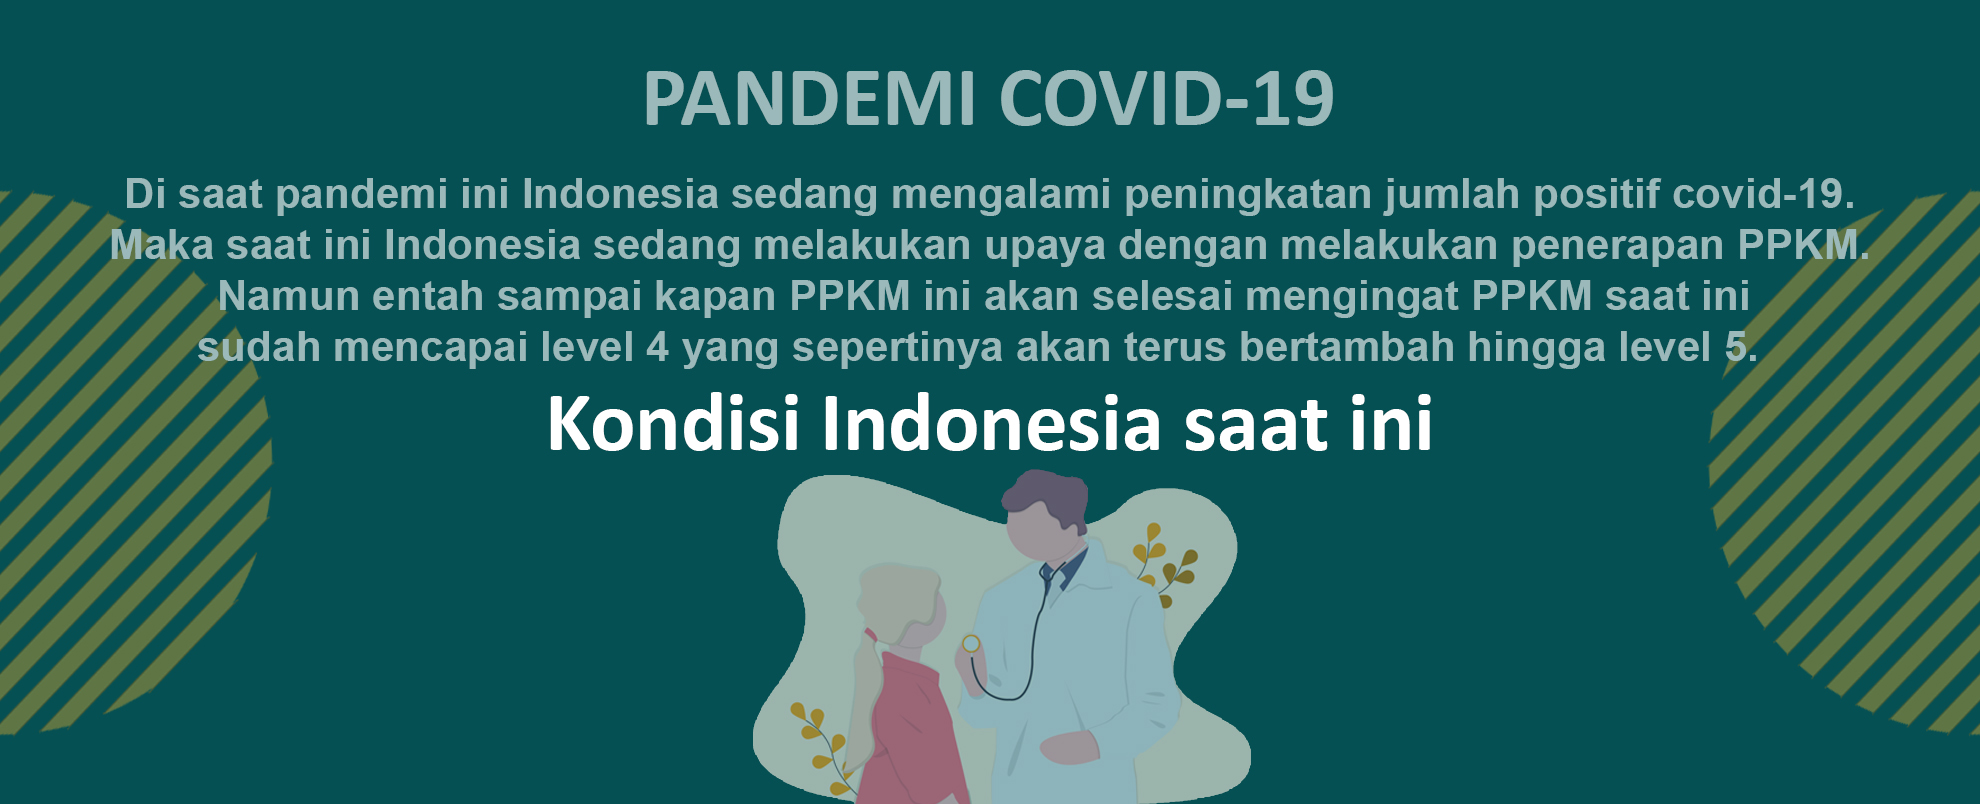 PANDEMI COVID-19
Di saat pandemi ini Indonesia sedang mengalami peningkatan jumlah positif covid-19.
Maka saat ini Indonesia sedang melakukan upaya dengan melakukan penerapan PPKM.
Namun entah sampai kapan PPKM ini akan selesai mengingat PPKM saat ini
sudah mencapai level 4 yang sepertinya akan terus bertambah hingga level 5.
Kondisi Indonesia saat ini